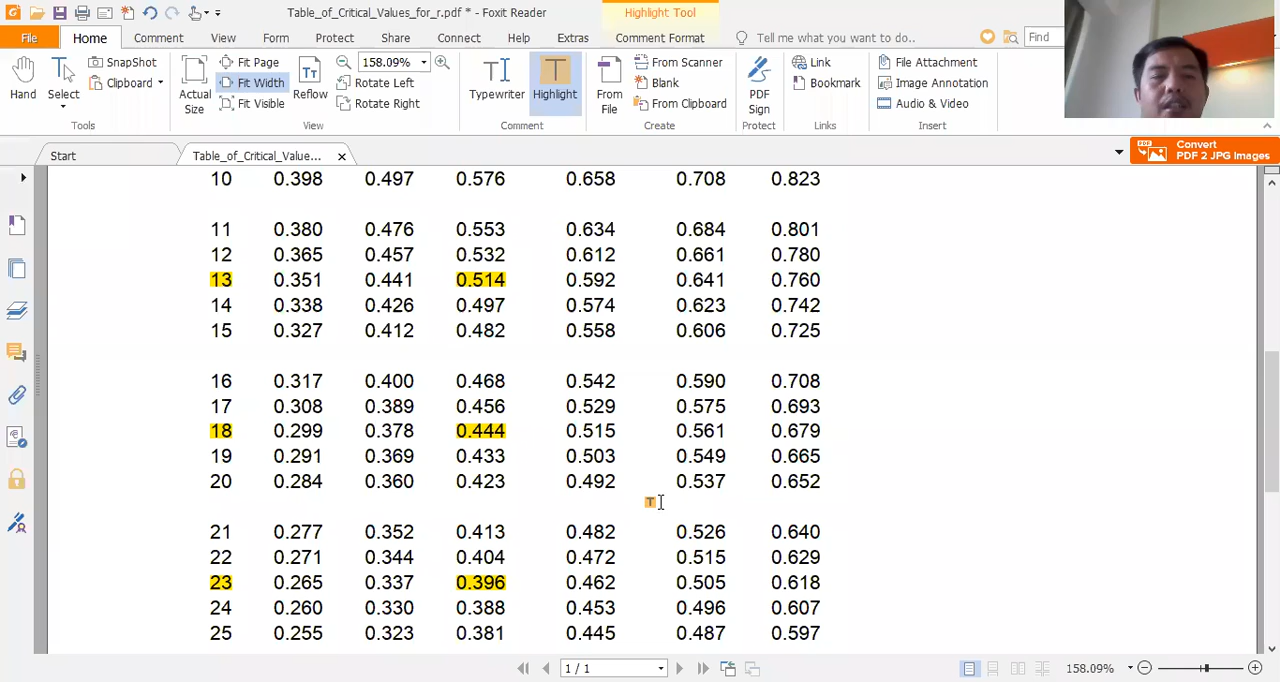 Table_of_Critical_Values_for_r.pdf * - Foxit Reader
Highlight Tool
File Home Comment View Form Protect Share Connect Help Extras Comment Format Tell me what you want to do.. Find
Hand
Select
SnapShot
Clipboard
Tools
Actual Size
Fit Page
Fit Width
Fit Visible
Reflow
158.09%
Rotate Left
Rotate Right
View
Typewriter
Highlight
Comment
From File
From Scanner
Blank
From Clipboard
Create
PDF Sign
Protect
Link
Bookmark
Links
File Attachment
Image Annotation
Audio & Video
Insert
Start
Table_of_Critical_Value...
Convert
PDF 2 JPG Images
10 0.398 0.497 0.576 0.658 0.708 0.823
11 0.380 0.476 0.553 0.634 0.684 0.801
12 0.365 0.457 0.532 0.612 0.661 0.780
13 0.351 0.441 0.514 0.592 0.641 0.760
14 0.338 0.426 0.497 0.574 0.623 0.742
15 0.327 0.412 0.482 0.558 0.606 0.725
16 0.317 0.400 0.468 0.542 0.590 0.708
17 0.308 0.389 0.456 0.529 0.575 0.693
18 0.299 0.378 0.444 0.515 0.561 0.679
19 0.291 0.369 0.433 0.503 0.549 0.665
20 0.284 0.360 0.423 0.492 0.537 0.652
21 0.277 0.352 0.413 0.482 0.526 0.640
22 0.271 0.344 0.404 0.472 0.515 0.629
23 0.265 0.337 0.396 0.462 0.505 0.618
24 0.260 0.330 0.388 0.453 0.496 0.607
25 0.255 0.323 0.381 0.445 0.487 0.597
1 / 1
158.09%